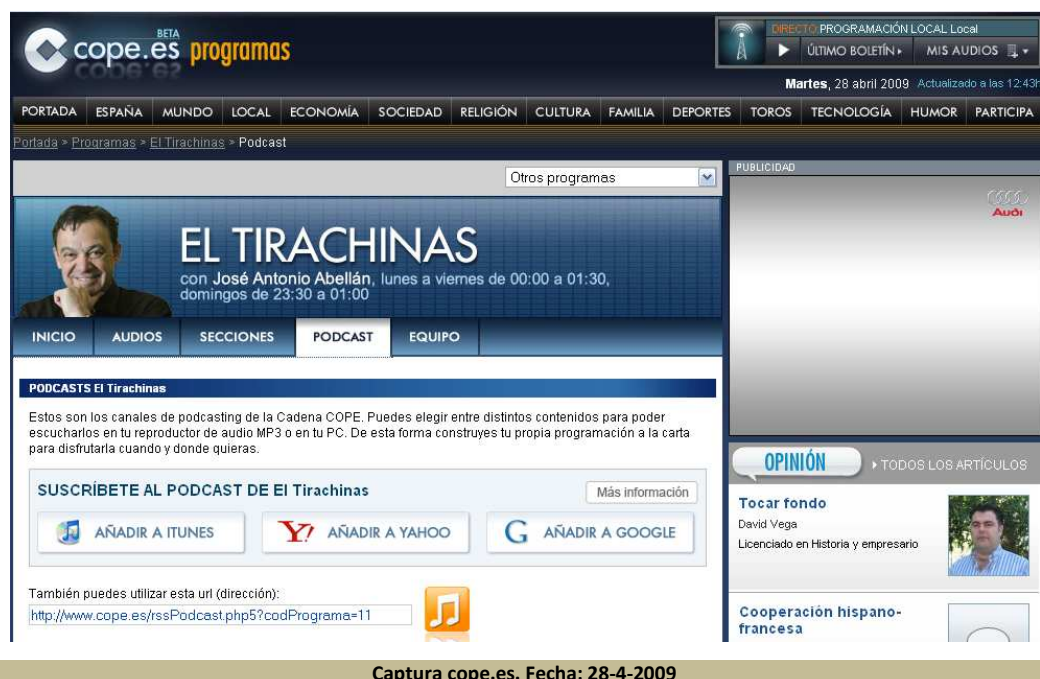 BETA
cope.es programas
DIRECTO PROGRAMACIÓN LOCAL Local
ÚLTIMO BOLETÍN
MIS AUDIOS
Martes, 28 abril 2009 Actualizado a las 12:43h
PORTADA ESPAÑA MUNDO LOCAL ECONOMÍA SOCIEDAD RELIGIÓN CULTURA FAMILIA DEPORTES TOROS TECNOLOGÍA HUMOR PARTICIPA
Portada > Programas > El Tirachinas > Podcast
Otros programas
EL TIRACHINAS
con José Antonio Abellán, lunes a viernes de 00:00 a 01:30,
domingos de 23:30 a 01:00
INICIO AUDIOS SECCIONES PODCAST EQUIPO
PODCASTS El Tirachinas
Estos son los canales de podcasting de la Cadena COPE. Puedes elegir entre distintos contenidos para poder
escucharlos en tu reproductor de audio MP3 o en tu PC. De esta forma construyes tu propia programación a la carta
para disfrutarla cuando y donde quieras.
SUSCRÍBETE AL PODCAST DE El Tirachinas
Más información
AÑADIR A ITUNES
Y! AÑADIR A YAHOO
G AÑADIR A GOOGLE
También puedes utilizar esta url (dirección):
http://www.cope.es/rssPodcast.php5?codPrograma=11
PUBLICIDAD
Audi
OPINIÓN
TODOS LOS ARTÍCULOS
Tocar fondo
David Vega
Licenciado en Historia y empresario
Cooperación hispano-
francesa
Captura cope.es. Fecha: 28-4-2009